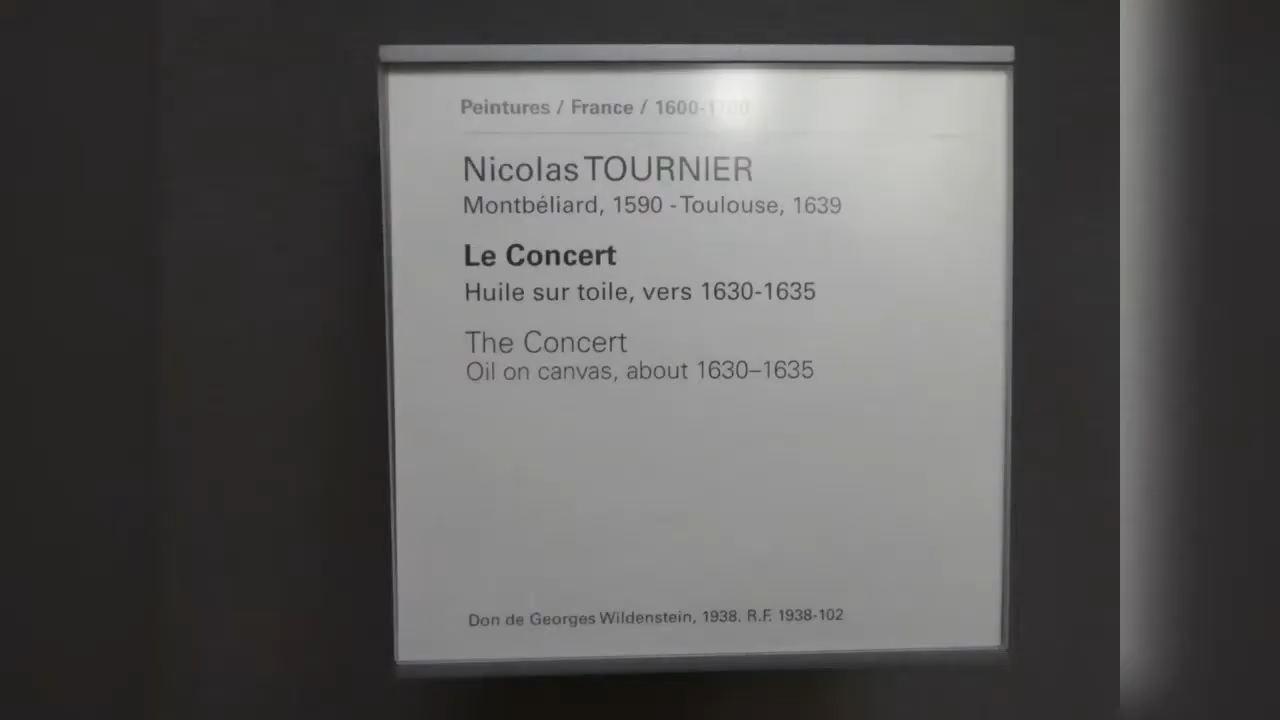 Peintures / France / 1600-1700
Nicolas TOURNIER
Montbéliard, 1590 - Toulouse, 1639
Le Concert
Huile sur toile, vers 1630-1635
The Concert
Oil on canvas, about 1630–1635
Don de Georges Wildenstein, 1938. R.F. 1938-102